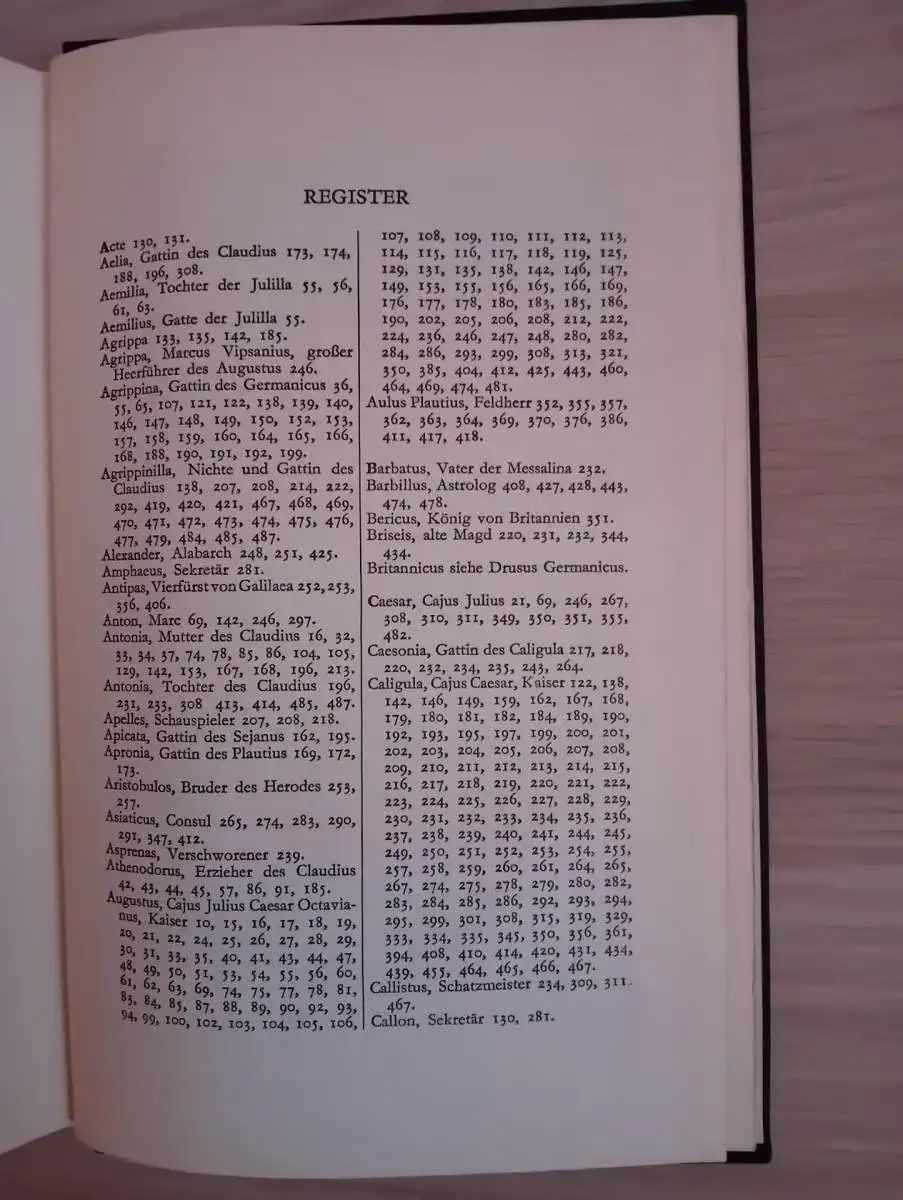 REGISTER
Acte 130, 131.
Aelia, Gattin des Claudius 173, 174,
188, 196, 308.
Aemilia, Tochter der Julilla 55, 56,
61, 63.
Aemilius, Gatte der Julilla 55.
Agrippa 133, 135, 142, 185.
Agrippa, Marcus Vipsanius, großer
Heerführer des Augustus 246.
Agrippina, Gattin des Germanicus 36,
55, 65, 107, 121, 122, 138, 139, 140,
146, 147, 148, 149, 150, 152, 153,
157, 158, 159, 160, 164, 165, 166,
168, 188, 190, 191, 192, 199.
Agrippinilla, Nichte und Gattin des
Claudius 138, 207, 208, 214, 222,
292, 419, 420, 421, 467, 468, 469,
470, 471, 472, 473, 474, 475, 476,
477, 479, 484, 485, 487.
Alexander, Alabarch 248, 251, 425.
Amphaeus, Sekretär 281.
Antipas, Vierfürst von Galilaea 252, 253,
356, 406.
Anton, Marc 69, 142, 246, 297.
Antonia, Mutter des Claudius 16, 32,
33, 34, 37, 74, 78, 85, 86, 104, 105,
129, 142, 153, 167, 168, 196, 213.
Antonia, Tochter des Claudius 196,
231, 233, 308 413, 414, 485, 487.
Apelles, Schauspieler 207, 208, 218.
Apicata, Gattin des Sejanus 162, 195.
Apronia, Gattin des Plautius 169, 172,
173.
Aristobulos, Bruder des Herodes 253,
257.
Asiaticus, Consul 265, 274, 283, 290,
291, 347, 412.
Asprenas, Verschworener 239.
Athenodorus, Erzieher des Claudius
42, 43, 44, 45, 57, 86, 91, 185.
Augustus, Cajus Julius Caesar Octavia-
nus, Kaiser 10, 15, 16, 17, 18, 19,
20, 21, 22, 24, 25, 26, 27, 28, 29,
30, 31, 33, 35, 40, 41, 43, 44, 47,
48, 49, 50, 51, 53, 54, 55, 56, 60,
61, 62, 63, 69, 74, 75, 77, 78, 81,
83, 84, 85, 87, 88, 89, 90, 92, 93,
94, 99, 100, 102, 103, 104, 105, 106,
107, 108, 109, 110, 111, 112, 113,
114, 115, 116, 117, 118, 119, 125,
129, 131, 135, 138, 142, 146, 147,
149, 153, 155, 156, 165, 166, 169,
176, 177, 178, 180, 183, 185, 186,
190, 202, 205, 206, 208, 212, 222,
224, 236, 246, 247, 248, 280, 282,
284, 286, 293, 299, 308, 313, 321,
350, 385, 404, 412, 425, 443, 460,
464, 469, 474, 481.
Aulus Plautius, Feldherr 352, 355, 357,
362, 363, 364, 369, 370, 376, 386,
411, 417, 418.
Barbatus, Vater der Messalina 232.
Barbillus, Astrolog 408, 427, 428, 443,
474, 478.
Bericus, König von Britannien 351.
Briseis, alte Magd 220, 231, 232, 344,
434.
Britannicus siehe Drusus Germanicus.
Caesar, Cajus Julius 21, 69, 246, 267,
308, 310, 311, 349, 350, 351, 355,
482.
Caesonia, Gattin des Caligula 217, 218,
220, 232, 234, 235, 243, 264.
Caligula, Cajus Caesar, Kaiser 122, 138,
142, 146, 149, 159, 162, 167, 168,
179, 180, 181, 182, 184, 189, 190,
192, 193, 195, 197, 199, 200, 201,
202, 203, 204, 205, 206, 207, 208,
209, 210, 211, 212, 213, 214, 215,
216, 217, 218, 219, 220, 221, 222,
223, 224, 225, 226, 227, 228, 229,
230, 231, 232, 233, 234, 235, 236,
237, 238, 239, 240, 241, 244, 245,
249, 250, 251, 252, 253, 254, 255,
257, 258, 259, 260, 261, 264, 265,
267, 274, 275, 278, 279, 280, 282,
283, 284, 285, 286, 292, 293, 294,
295, 299, 301, 308, 315, 319, 329,
333, 334, 335, 345, 350, 356, 361,
394, 408, 410, 414, 420, 431, 434,
439, 455, 464, 465, 466, 467.
Callistus, Schatzmeister 234, 309, 311.
467.
Callon, Sekretär 130, 281.